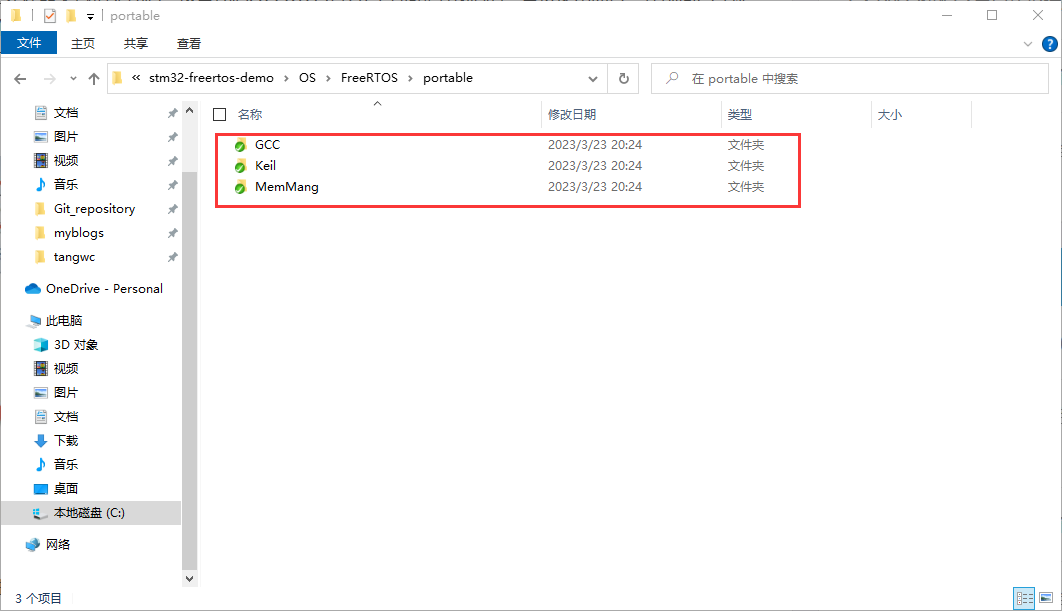 portable
文件 主页 共享 查看
« stm32-freertos-demo › OS › FreeRTOS › portable 在 portable 中搜索
名称 修改日期 类型 大小
GCC 2023/3/23 20:24 文件夹
Keil 2023/3/23 20:24 文件夹
MemMang 2023/3/23 20:24 文件夹
文档
图片
视频
音乐
Git_repository
myblogs
tangwc
OneDrive - Personal
此电脑
3D 对象
视频
图片
文档
下载
音乐
桌面
本地磁盘 (C:)
网络
3 个项目